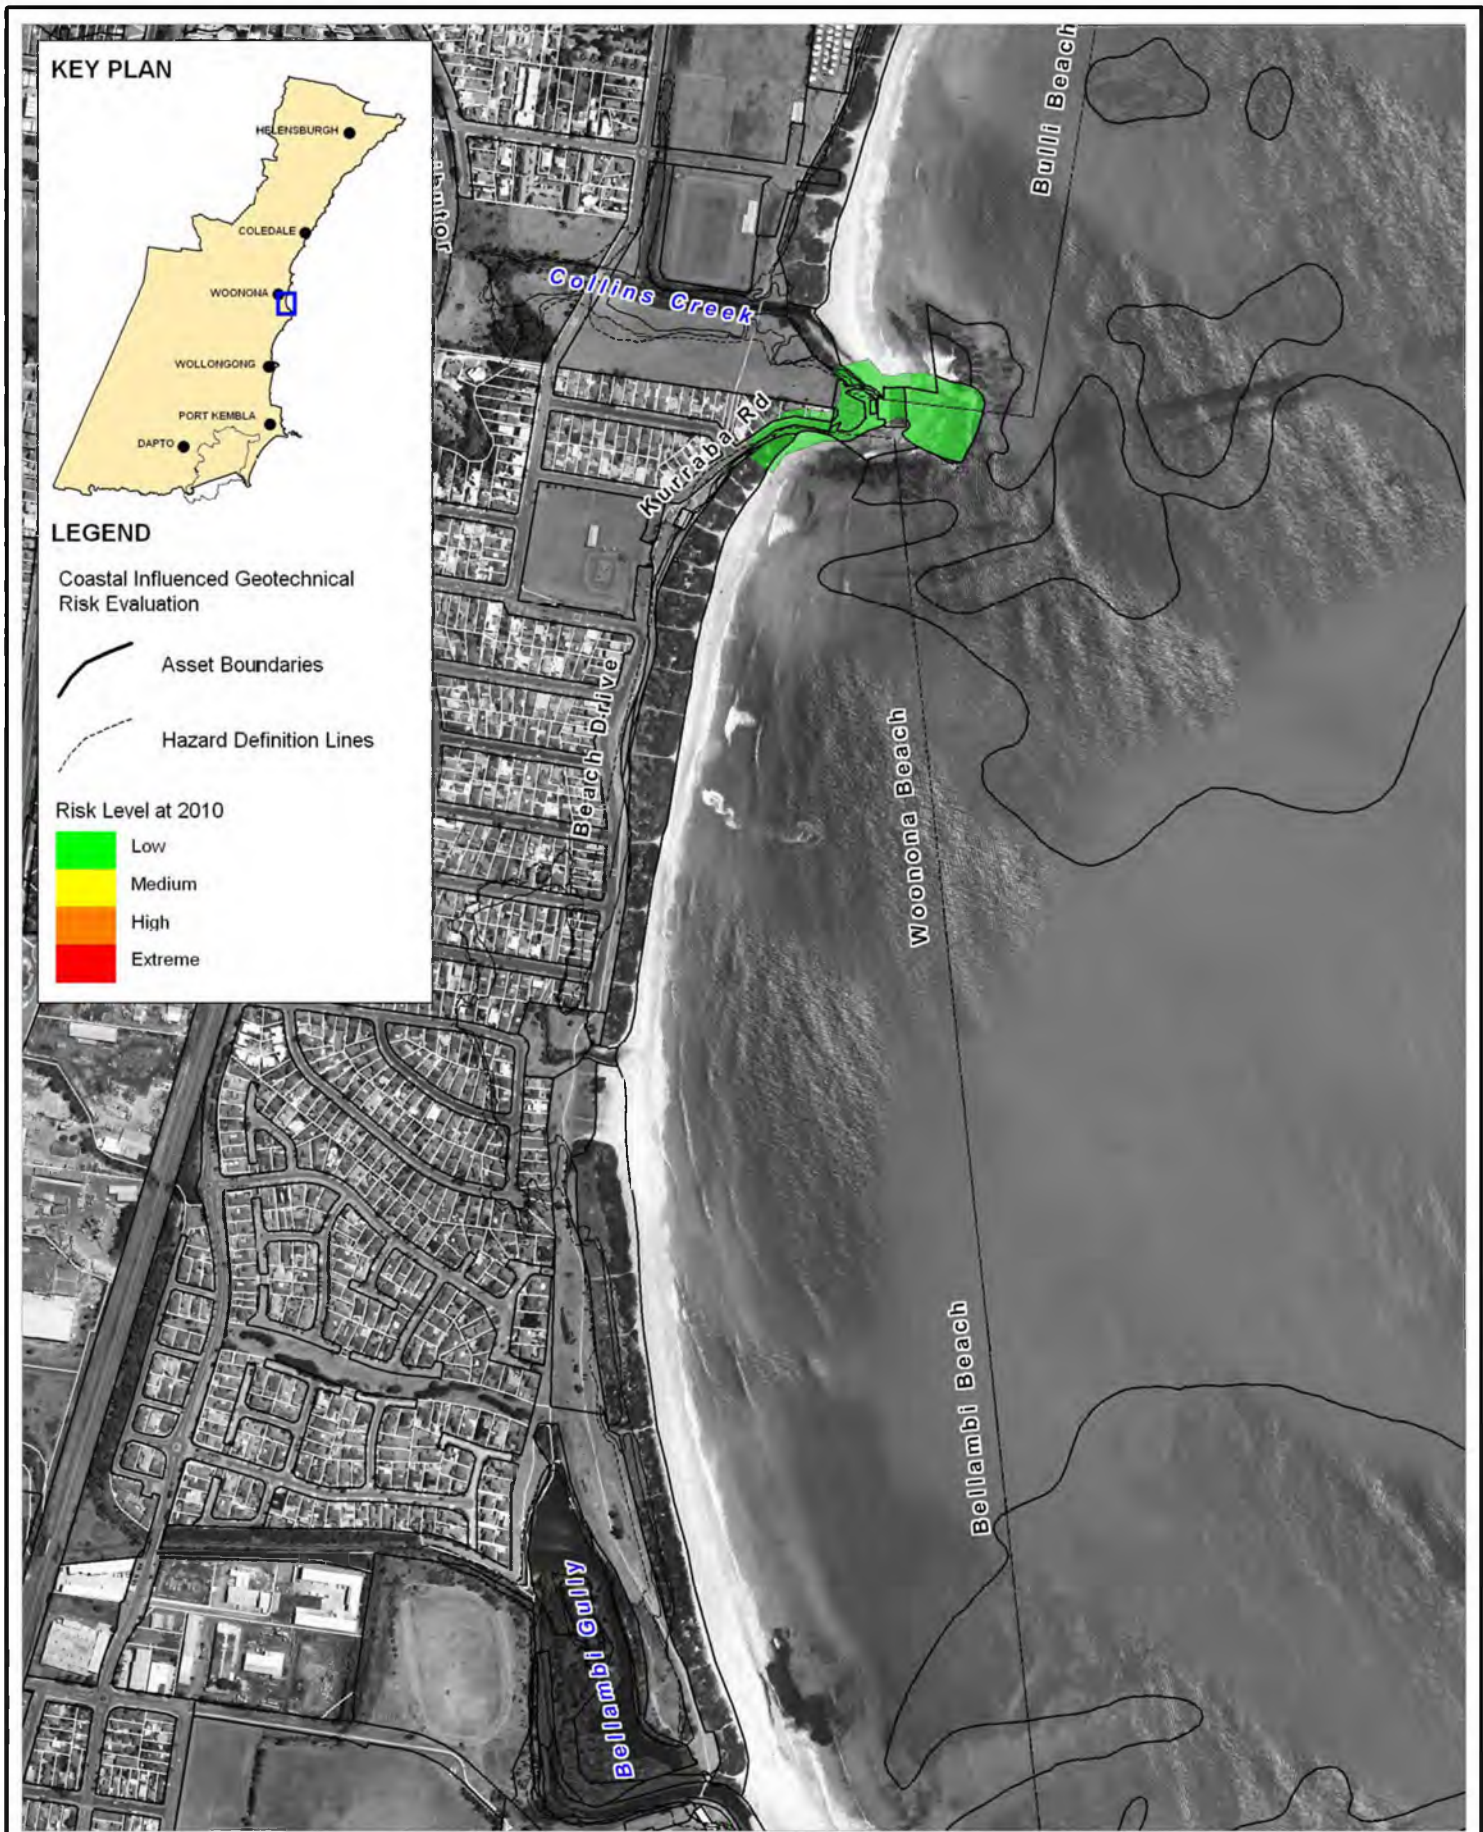 KEY PLAN
HELENSBURGH
COLEDALE
WOONONA
WOLLONGONG
PORT KEMBLA
DAPTO
LEGEND
Coastal Influenced Geotechnical
Risk Evaluation
Asset Boundaries
Hazard Definition Lines
Risk Level at 2010
Low
Medium
High
Extreme
Bulli Beach
Collins Creek
Kurraba Rd
Beach Drive
Woonona Beach
Bellambi Beach
Bellambi Gully